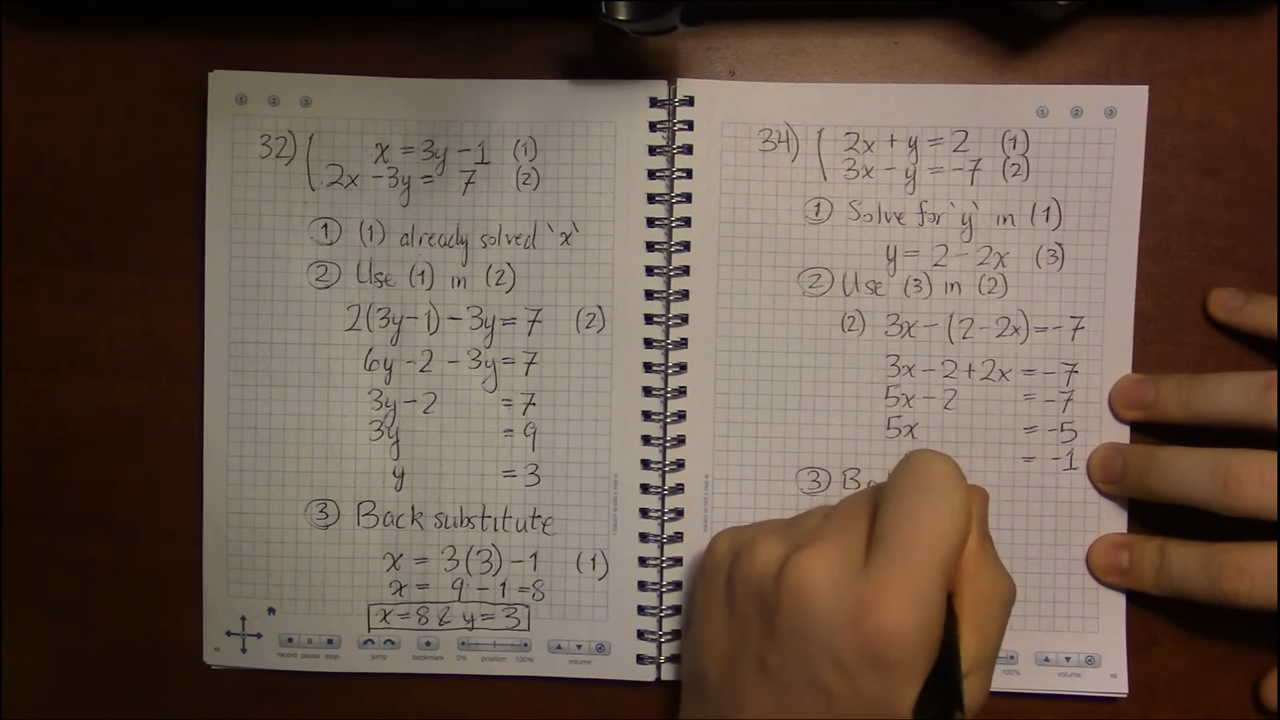 32) x = 3y - 1 (1)
2x - 3y = 7 (2)
① (1) already solved 'x'
② Use (1) in (2)
2(3y-1) - 3y = 7 (2)
6y - 2 - 3y = 7
3y - 2 = 7
3y = 9
y = 3
③ Back substitute
x = 3(3) - 1 (1)
x = 9 - 1 = 8
x = 8 & y = 3
record pause stop jump bookmark 0% position 100% volume
34) 2x + y = 2 (1)
3x - y = -7 (2)
① Solve for 'y' in (1)
y = 2 - 2x (3)
② Use (3) in (2)
(2) 3x - (2 - 2x) = -7
3x - 2 + 2x = -7
5x - 2 = -7
5x = -5
= -1
③ Ba
100% volume